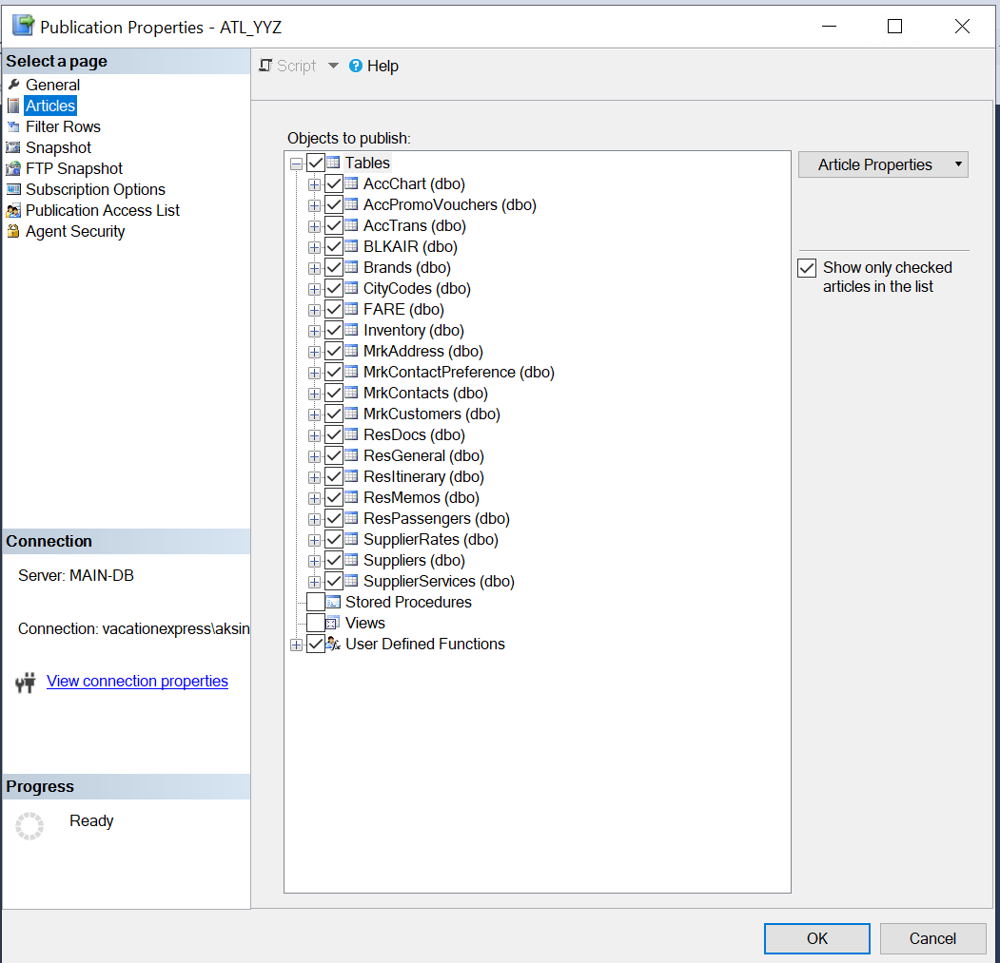 Publication Properties - ATL_YYZ
Select a page
General
Articles
Filter Rows
Snapshot
FTP Snapshot
Subscription Options
Publication Access List
Agent Security
Script
Help
Objects to publish:
Tables
AccChart (dbo)
AccPromoVouchers (dbo)
AccTrans (dbo)
BLKAIR (dbo)
Brands (dbo)
CityCodes (dbo)
FARE (dbo)
Inventory (dbo)
MrkAddress (dbo)
MrkContactPreference (dbo)
MrkContacts (dbo)
MrkCustomers (dbo)
ResDocs (dbo)
ResGeneral (dbo)
ResItinerary (dbo)
ResMemos (dbo)
ResPassengers (dbo)
SupplierRates (dbo)
Suppliers (dbo)
SupplierServices (dbo)
Stored Procedures
Views
User Defined Functions
Article Properties
Show only checked
articles in the list
Connection
Server: MAIN-DB
Connection: vacationexpress\aksin
View connection properties
Progress
Ready
OK
Cancel